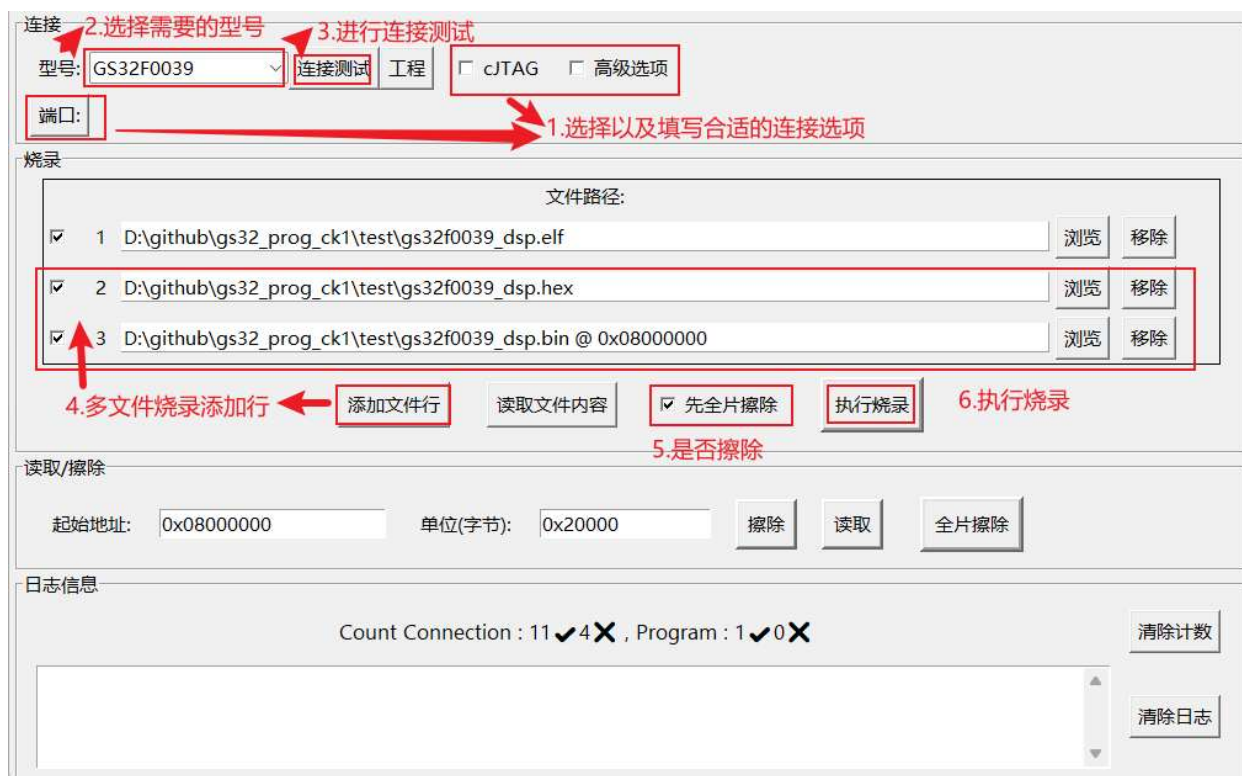 连接
2.选择需要的型号
3.进行连接测试
型号: GS32F0039 连接测试 工程 cJTAG 高级选项
端口:
1.选择以及填写合适的连接选项
烧录
文件路径:
1 D:\github\gs32_prog_ck1\test\gs32f0039_dsp.elf 浏览 移除
2 D:\github\gs32_prog_ck1\test\gs32f0039_dsp.hex 浏览 移除
3 D:\github\gs32_prog_ck1\test\gs32f0039_dsp.bin @ 0x08000000 浏览 移除
4.多文件烧录添加行 添加文件行 读取文件内容 先全片擦除 执行烧录 6.执行烧录
5.是否擦除
读取/擦除
起始地址: 0x08000000 单位(字节): 0x20000 擦除 读取 全片擦除
日志信息
Count Connection : 11✔4✖ , Program : 1✔0✖ 清除计数
清除日志